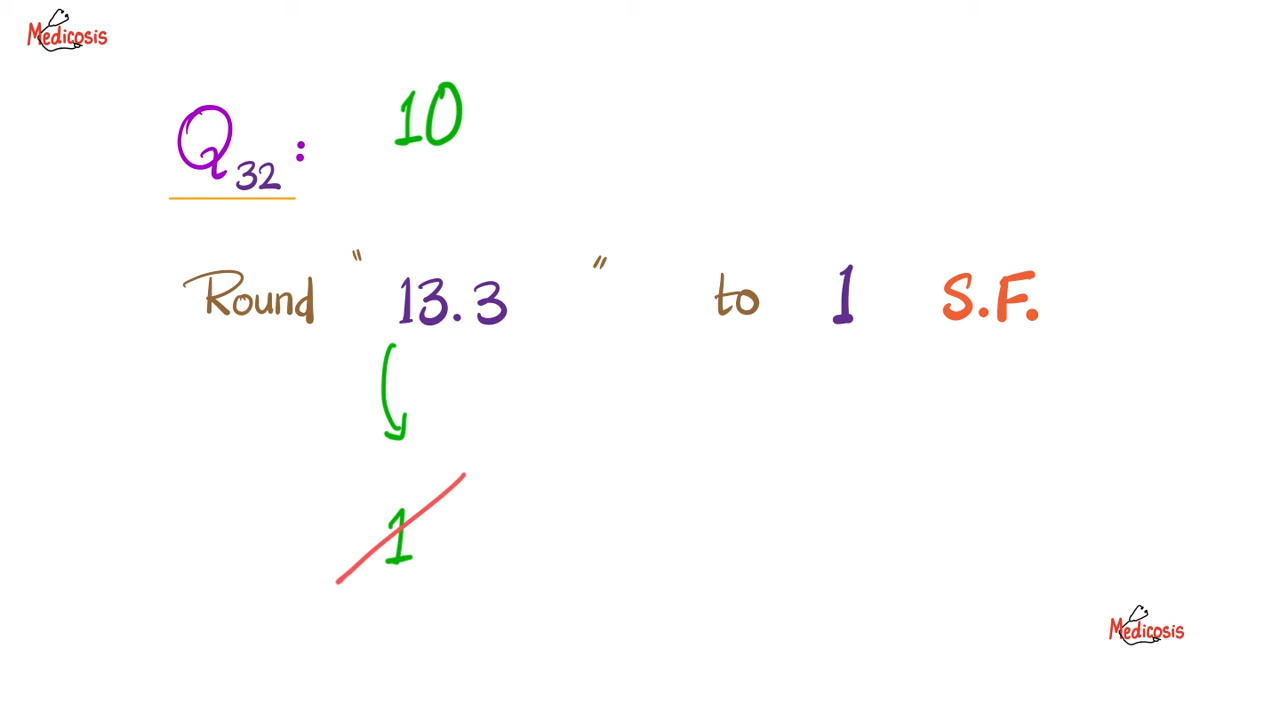 Medicosis
10
Q32:
Round "13.3" to 1 S.F.
1
Medicosis